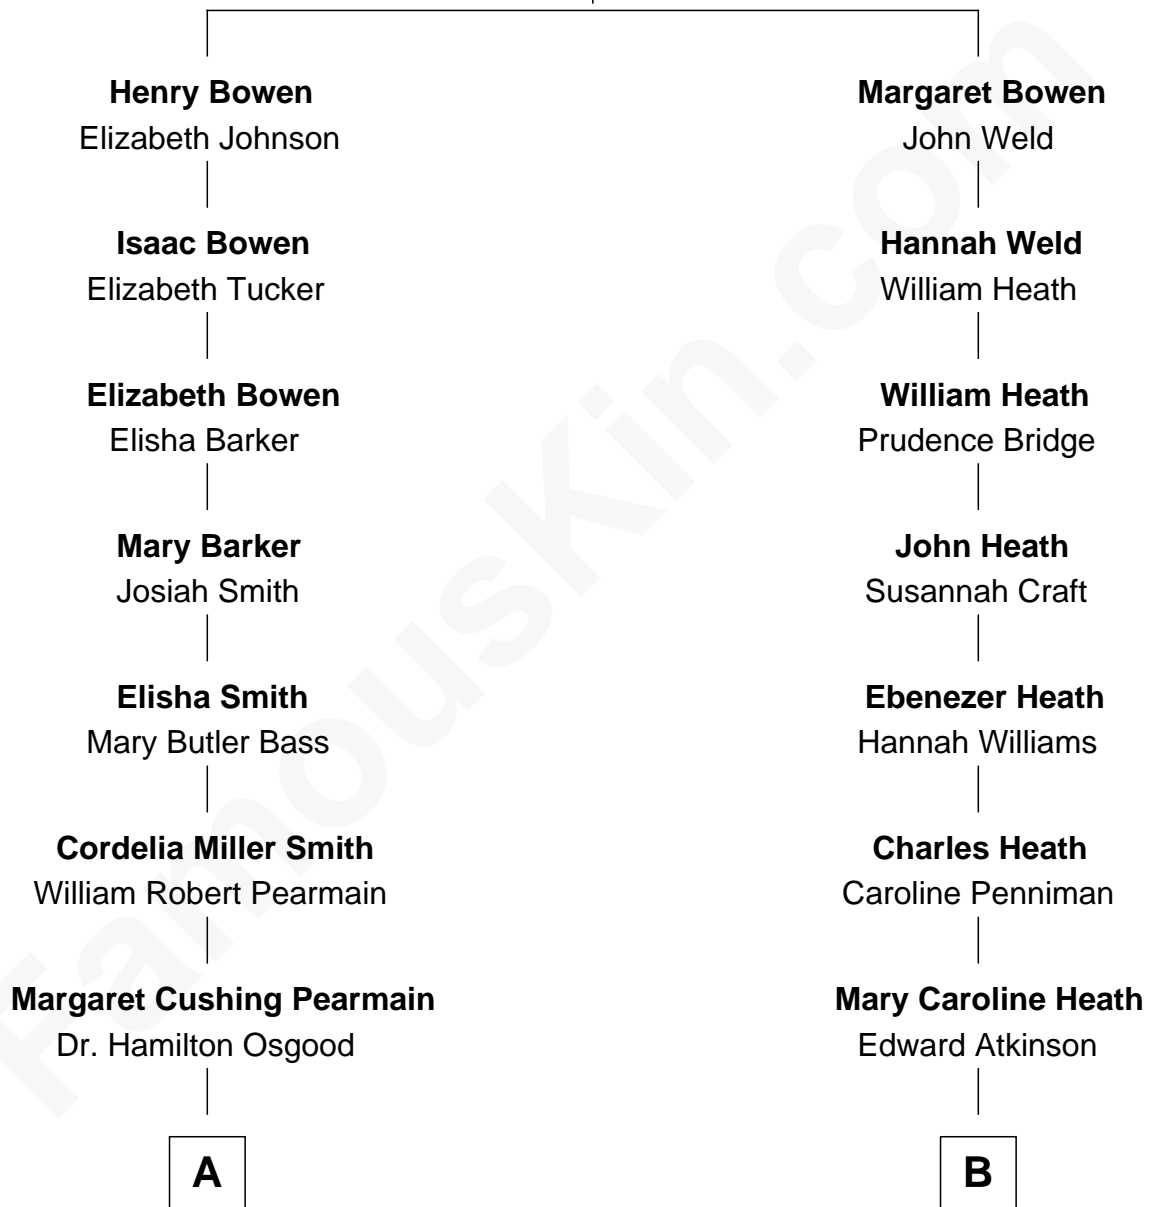 Henry Bowen
Elizabeth Johnson
Isaac Bowen
Elizabeth Tucker
Elizabeth Bowen
Elisha Barker
Mary Barker
Josiah Smith
Elisha Smith
Mary Butler Bass
Cordelia Miller Smith
William Robert Pearmain
Margaret Cushing Pearmain
Dr. Hamilton Osgood
A
Margaret Bowen
John Weld
Hannah Weld
William Heath
William Heath
Prudence Bridge
John Heath
Susannah Craft
Ebenezer Heath
Hannah Williams
Charles Heath
Caroline Penniman
Mary Caroline Heath
Edward Atkinson
B
FamousKin.com